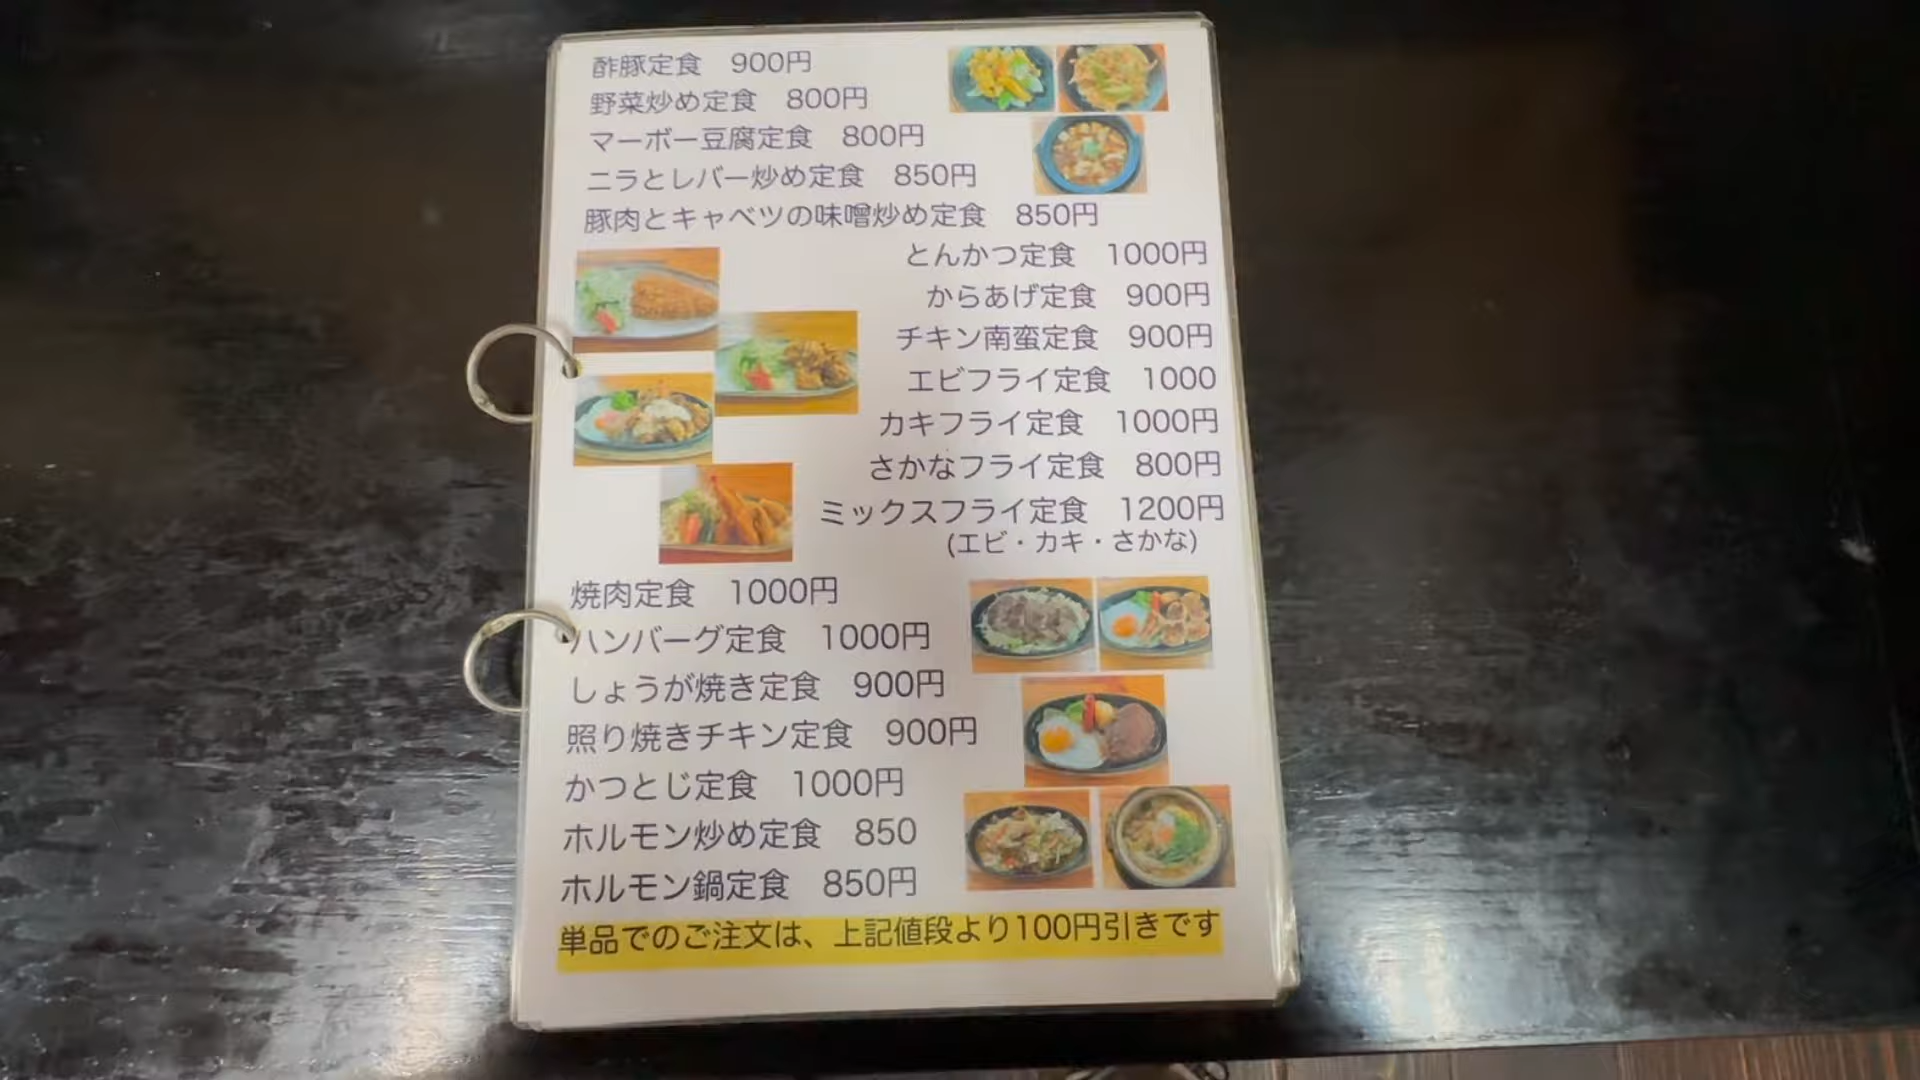 酢豚定食 900円
野菜炒め定食 800円
マーボー豆腐定食 800円
ニラとレバー炒め定食 850円
豚肉とキャベツの味噌炒め定食 850円
とんかつ定食 1000円
からあげ定食 900円
チキン南蛮定食 900円
エビフライ定食 1000
カキフライ定食 1000円
さかなフライ定食 800円
ミックスフライ定食 1200円
(エビ・カキ・さかな)
焼肉定食 1000円
ハンバーグ定食 1000円
しょうが焼き定食 900円
照り焼きチキン定食 900円
かつとじ定食 1000円
ホルモン炒め定食 850
ホルモン鍋定食 850円
単品でのご注文は、上記値段より100円引きです